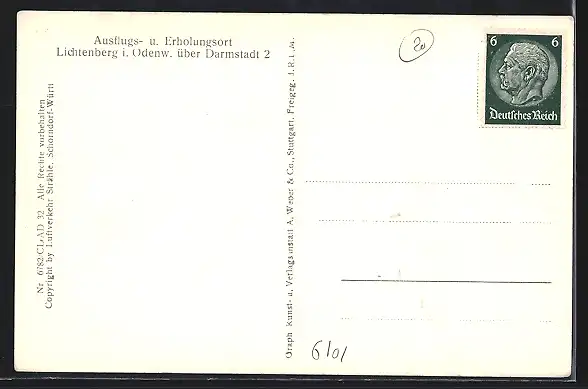 Ausflugs- u. Erholungsort
Lichtenberg i. Odenw. über Darmstadt 2
Nr. 6782/CL-AD 32 Alle Rechte vorbehalten
Copyright by Luftverkehr Strähle, Schorndorf-Württ
Graph. Kunst- u. Verlagsanstalt A. Weber & Co., Stuttgart. Freigeg. J. R. L. M.
20
6 6
Deutsches Reich
6101